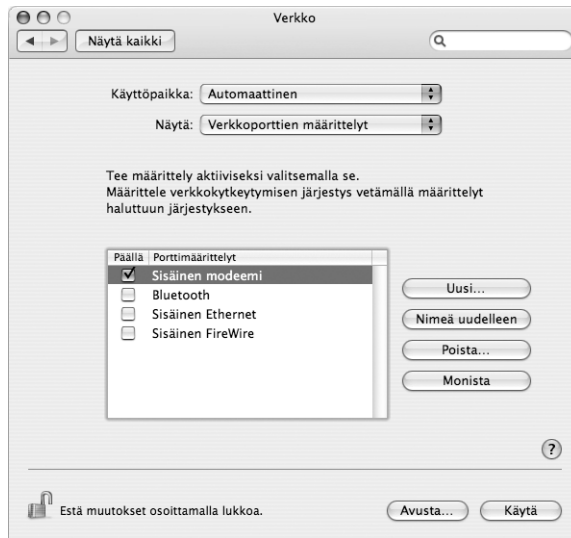 Verkko
Näytä kaikki
Käyttöpaikka: Automaattinen
Näytä: Verkkoporttien määrittelyt
Tee määrittely aktiiviseksi valitsemalla se.
Määrittele verkkokytkeytymisen järjestys vetämällä määrittelyt
haluttuun järjestykseen.
Päällä Porttimäärittelyt
Sisäinen modeemi
Bluetooth
Sisäinen Ethernet
Sisäinen FireWire
Uusi...
Nimeä uudelleen
Poista...
Monista
?
Estä muutokset osoittamalla lukkoa.
Avusta... Käytä